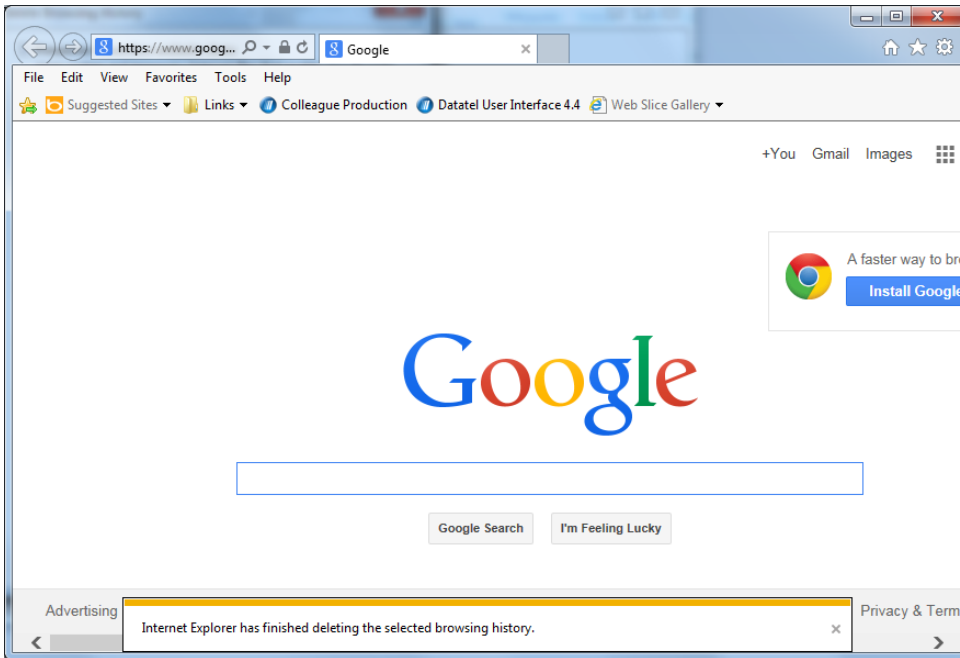 https://www.goog... Google
File Edit View Favorites Tools Help
Suggested Sites Links Colleague Production Datatel User Interface 4.4 Web Slice Gallery
+You Gmail Images
A faster way to bro
Install Google
Google
Google Search I'm Feeling Lucky
Advertising Privacy & Term
Internet Explorer has finished deleting the selected browsing history.